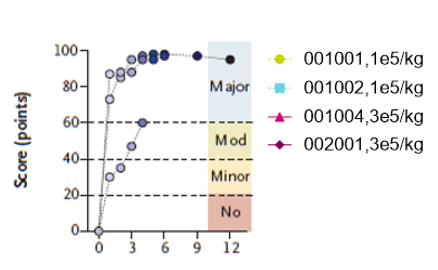 Score (points)
100
80
60
40
20
0
Major
Mod
Minor
No
0 3 6 9 12
001001,1e5/kg
001002,1e5/kg
001004,3e5/kg
002001,3e5/kg